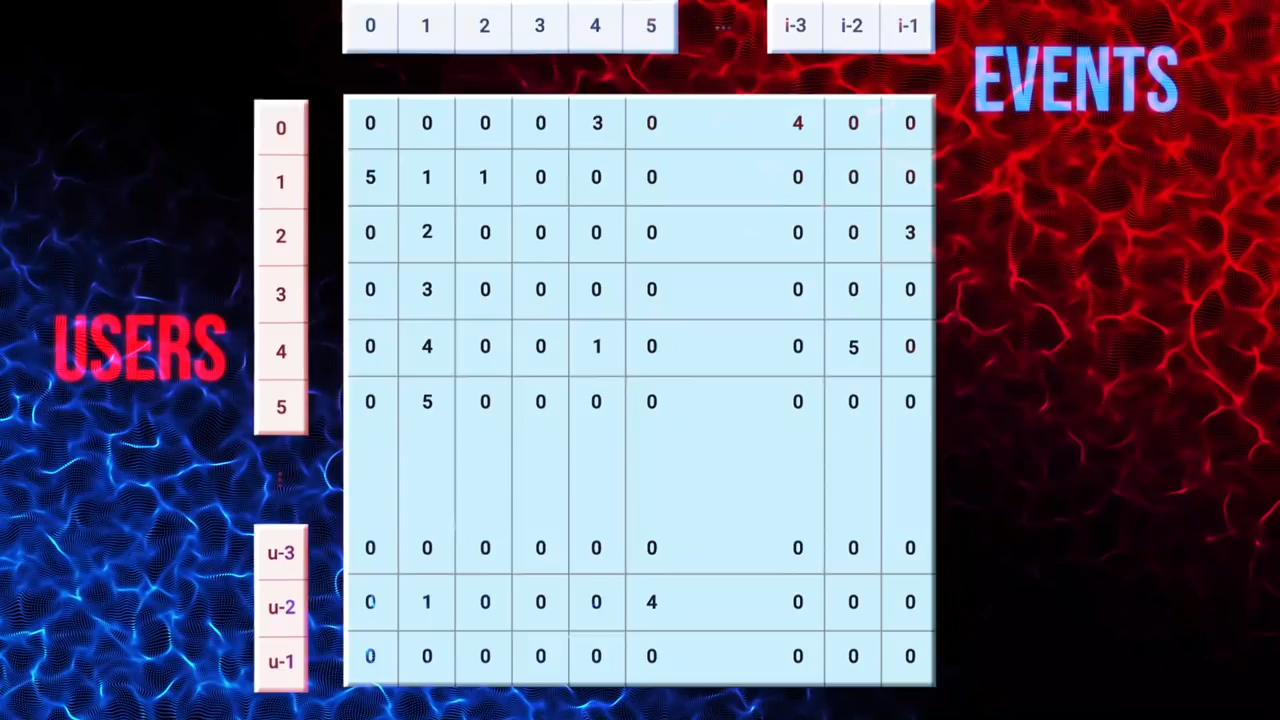 0 1 2 3 4 5 ... i-3 i-2 i-1
EVENTS
0 0 0 0 0 3 0 4 0 0
1 5 1 1 0 0 0 0 0 0
2 0 2 0 0 0 0 0 0 3
3 0 3 0 0 0 0 0 0 0
USERS
4 0 4 0 0 1 0 0 5 0
5 0 5 0 0 0 0 0 0 0
...
u-3 0 0 0 0 0 0 0 0 0
u-2 0 1 0 0 0 4 0 0 0
u-1 0 0 0 0 0 0 0 0 0